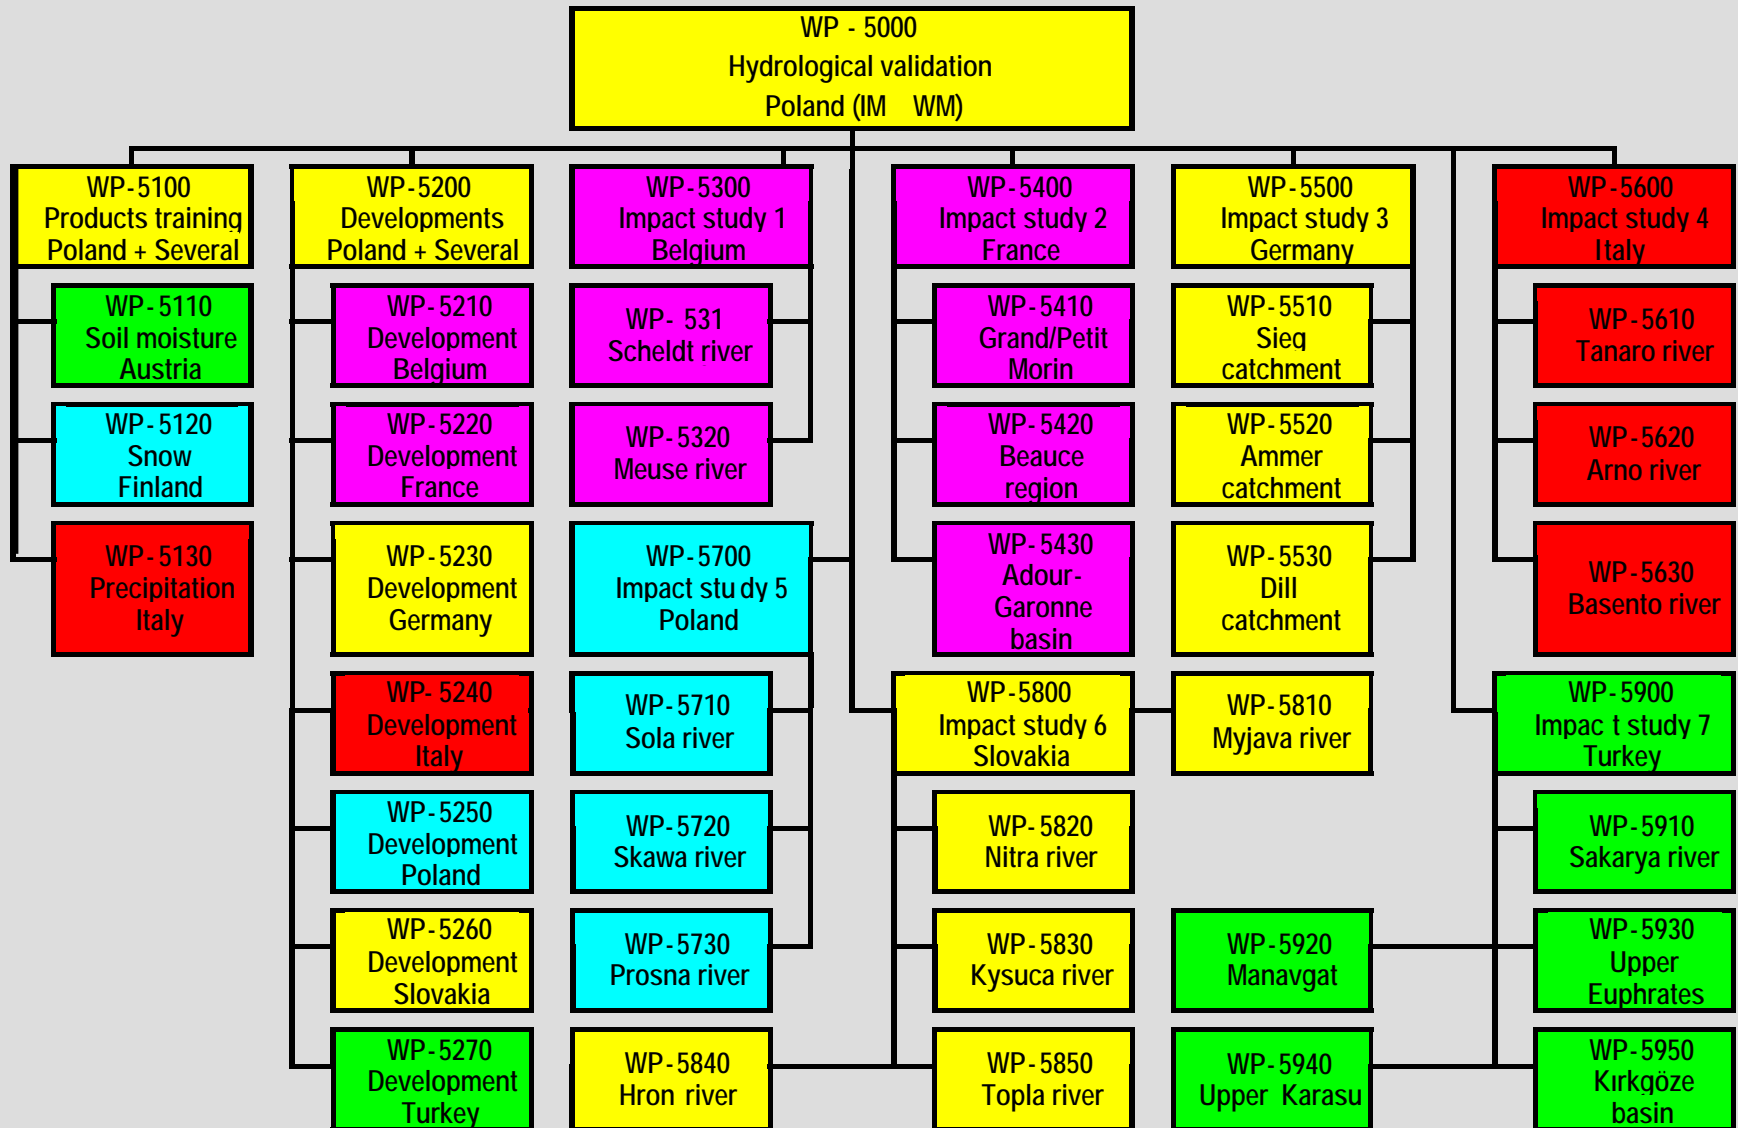 WP - 5000
Hydrological validation
Poland (IM WM)
WP-5100
Products training
Poland + Several
WP-5200
Developments
Poland + Several
WP-5300
Impact study 1
Belgium
WP-5400
Impact study 2
France
WP-5500
Impact study 3
Germany
WP-5600
Impact study 4
Italy
WP-5110
Soil moisture
Austria
WP-5210
Development
Belgium
WP- 531
Scheldt river
WP-5410
Grand/Petit
Morin
WP-5510
Sieg
catchment
WP-5610
Tanaro river
WP-5120
Snow
Finland
WP-5220
Development
France
WP-5320
Meuse river
WP-5420
Beauce
region
WP-5520
Ammer
catchment
WP-5620
Arno river
WP-5130
Precipitation
Italy
WP-5230
Development
Germany
WP-5700
Impact stu dy 5
Poland
WP-5430
Adour-
Garonne
basin
WP-5530
Dill
catchment
WP-5630
Basento river
WP- 5240
Development
Italy
WP-5710
Sola river
WP-5800
Impact study 6
Slovakia
WP-5810
Myjava river
WP-5900
Impac t study 7
Turkey
WP-5250
Development
Poland
WP-5720
Skawa river
WP-5820
Nitra river
WP-5910
Sakarya river
WP-5260
Development
Slovakia
WP-5730
Prosna river
WP-5830
Kysuca river
WP-5920
Manavgat
WP-5930
Upper
Euphrates
WP-5270
Development
Turkey
WP-5840
Hron river
WP-5850
Topla river
WP-5940
Upper Karasu
WP-5950
Kırkgöze
basin